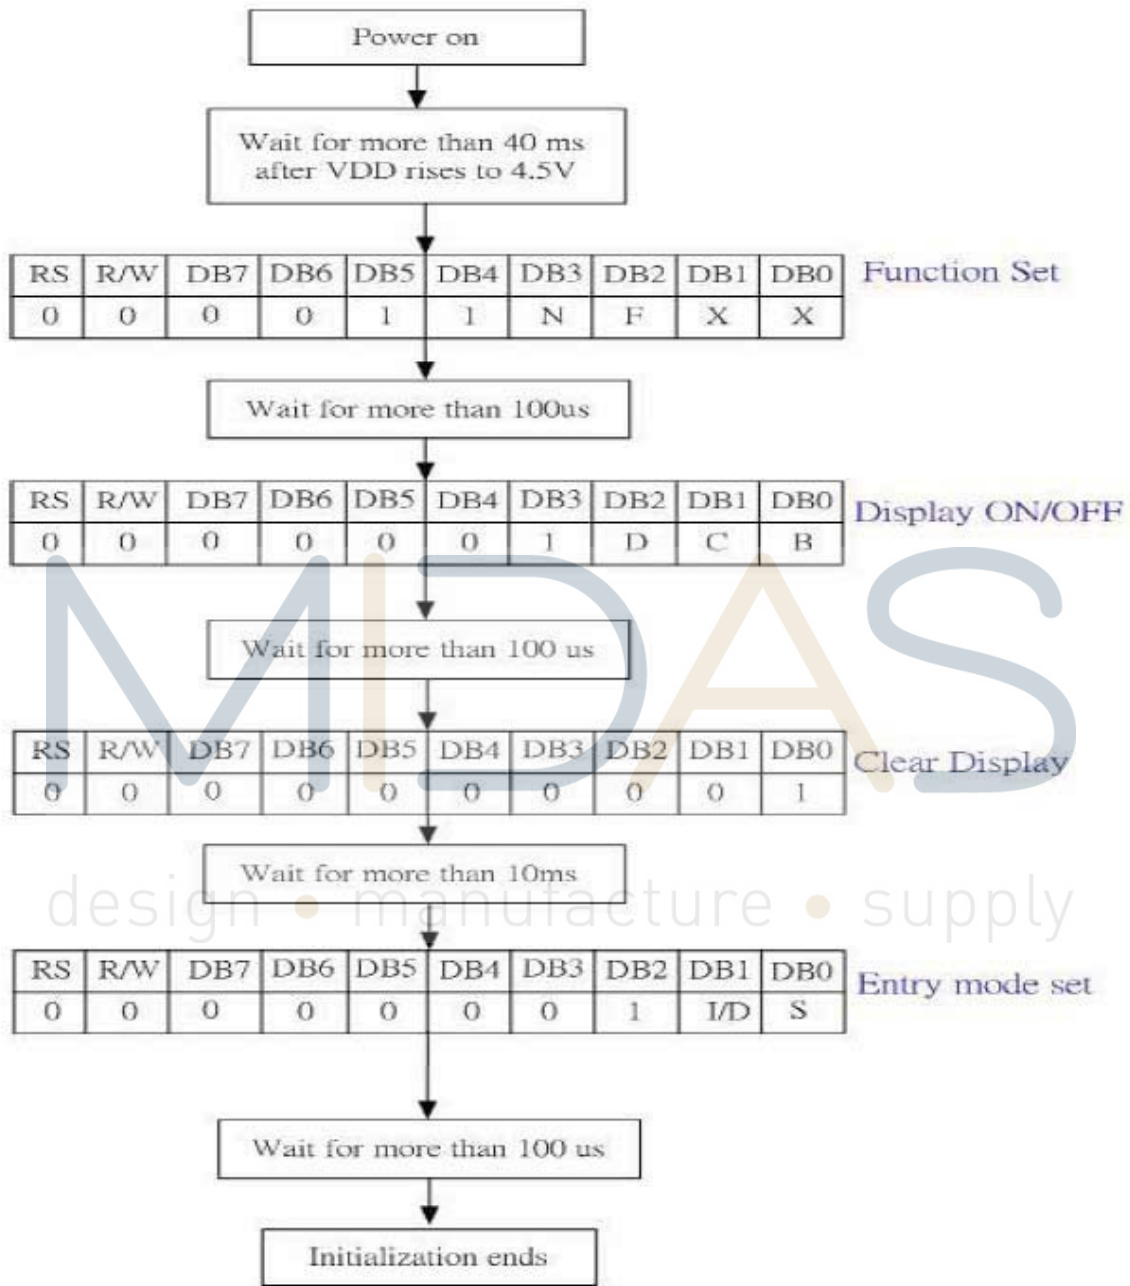 Power on
Wait for more than 40 ms
after VDD rises to 4.5V
RS R/W DB7 DB6 DB5 DB4 DB3 DB2 DB1 DB0 Function Set
0 0 0 0 1 1 N F X X
Wait for more than 100us
RS R/W DB7 DB6 DB5 DB4 DB3 DB2 DB1 DB0 Display ON/OFF
0 0 0 0 0 0 1 D C B
MIDAS
Wait for more than 100 us
RS R/W DB7 DB6 DB5 DB4 DB3 DB2 DB1 DB0 Clear Display
0 0 0 0 0 0 0 0 0 1
Wait for more than 10ms
design • manufacture • supply
RS R/W DB7 DB6 DB5 DB4 DB3 DB2 DB1 DB0 Entry mode set
0 0 0 0 0 0 0 1 I/D S
Wait for more than 100 us
Initialization ends